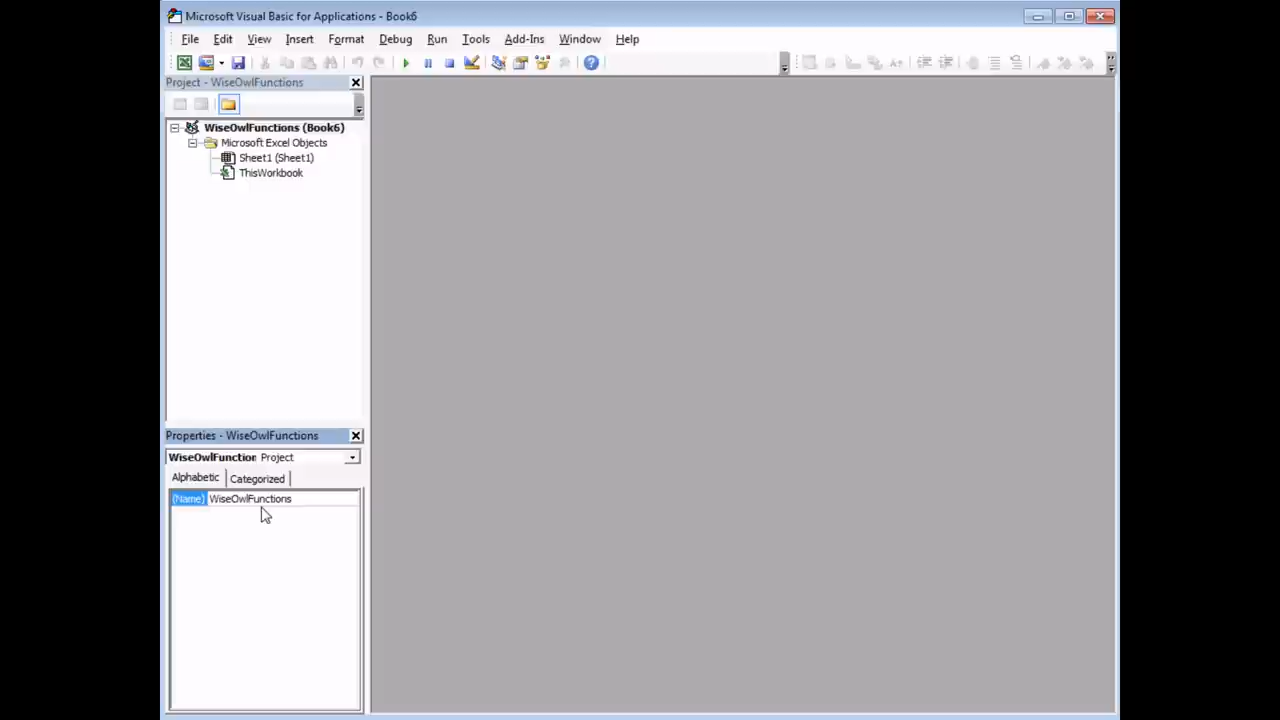 Microsoft Visual Basic for Applications - Book6
File Edit View Insert Format Debug Run Tools Add-Ins Window Help
Project - WiseOwlFunctions
WiseOwlFunctions (Book6)
Microsoft Excel Objects
Sheet1 (Sheet1)
ThisWorkbook
Properties - WiseOwlFunctions
WiseOwlFunction Project
Alphabetic Categorized
(Name) WiseOwlFunctions